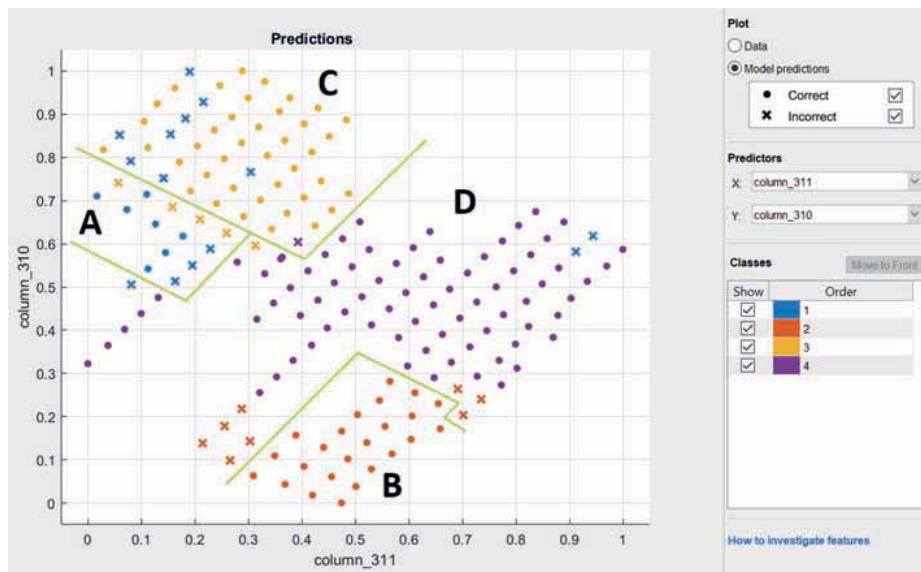 Predictions
C
A
D
B
1
0.9
0.8
0.7
0.6
0.5
0.4
0.3
0.2
0.1
0
column_310
0 0.1 0.2 0.3 0.4 0.5 0.6 0.7 0.8 0.9 1
column_311
Plot
Data
Model predictions
Correct
Incorrect
Predictors
X: column_311
Y: column_310
Classes
Move to Front
Show Order
1
2
3
4
How to investigate features